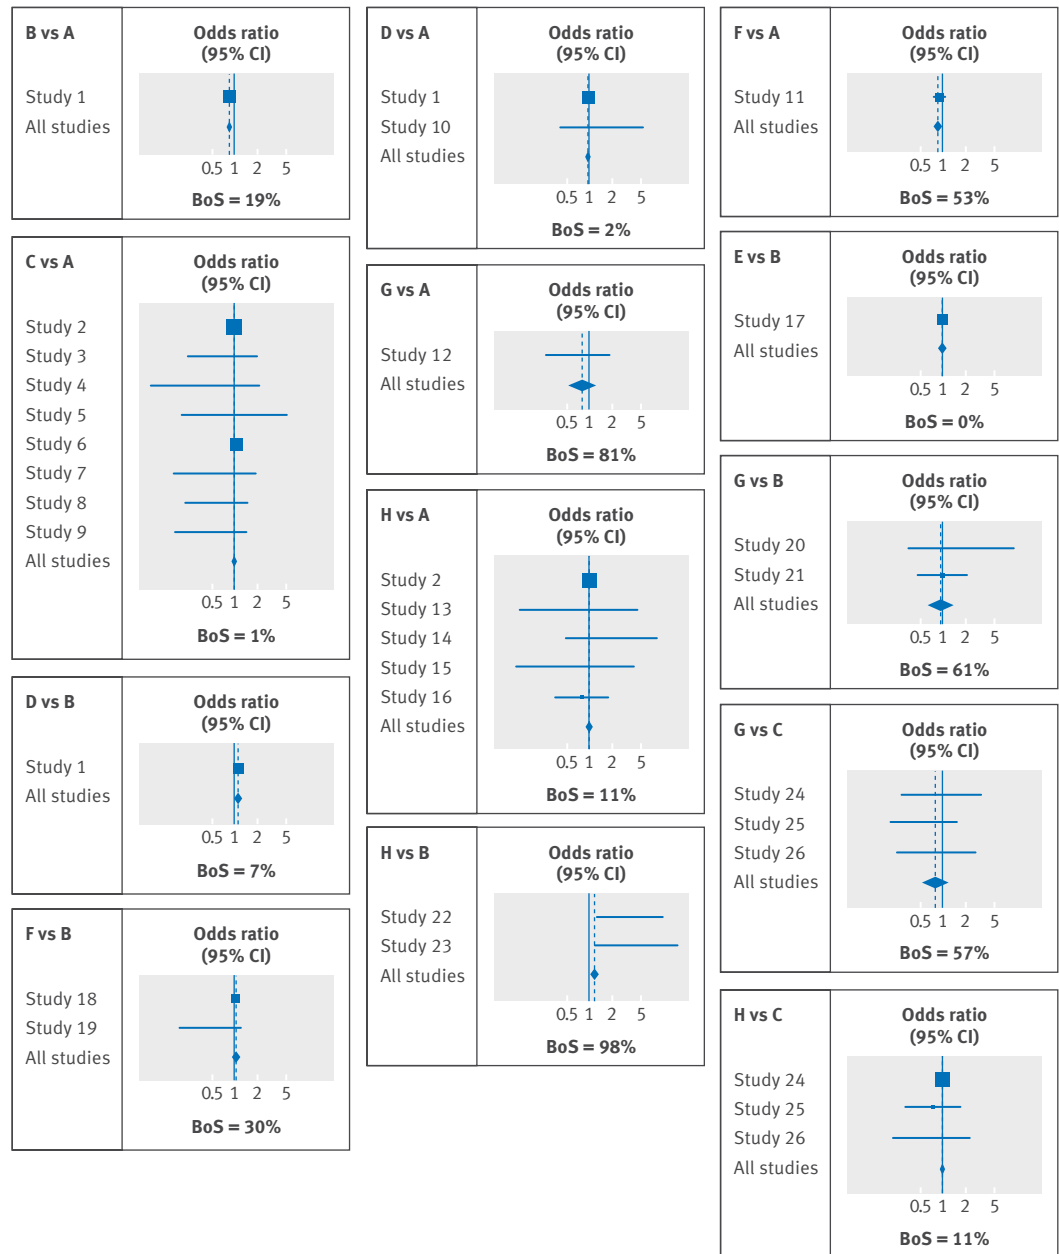 B vs A
Odds ratio
(95% CI)
Study 1
All studies
0.5 1 2 5
BoS = 19%
C vs A
Odds ratio
(95% CI)
Study 2
Study 3
Study 4
Study 5
Study 6
Study 7
Study 8
Study 9
All studies
0.5 1 2 5
BoS = 1%
D vs B
Odds ratio
(95% CI)
Study 1
All studies
0.5 1 2 5
BoS = 7%
F vs B
Odds ratio
(95% CI)
Study 18
Study 19
All studies
0.5 1 2 5
BoS = 30%
D vs A
Odds ratio
(95% CI)
Study 1
Study 10
All studies
0.5 1 2 5
BoS = 2%
G vs A
Odds ratio
(95% CI)
Study 12
All studies
0.5 1 2 5
BoS = 81%
H vs A
Odds ratio
(95% CI)
Study 2
Study 13
Study 14
Study 15
Study 16
All studies
0.5 1 2 5
BoS = 11%
H vs B
Odds ratio
(95% CI)
Study 22
Study 23
All studies
0.5 1 2 5
BoS = 98%
F vs A
Odds ratio
(95% CI)
Study 11
All studies
0.5 1 2 5
BoS = 53%
E vs B
Odds ratio
(95% CI)
Study 17
All studies
0.5 1 2 5
BoS = 0%
G vs B
Odds ratio
(95% CI)
Study 20
Study 21
All studies
0.5 1 2 5
BoS = 61%
G vs C
Odds ratio
(95% CI)
Study 24
Study 25
Study 26
All studies
0.5 1 2 5
BoS = 57%
H vs C
Odds ratio
(95% CI)
Study 24
Study 25
Study 26
All studies
0.5 1 2 5
BoS = 11%